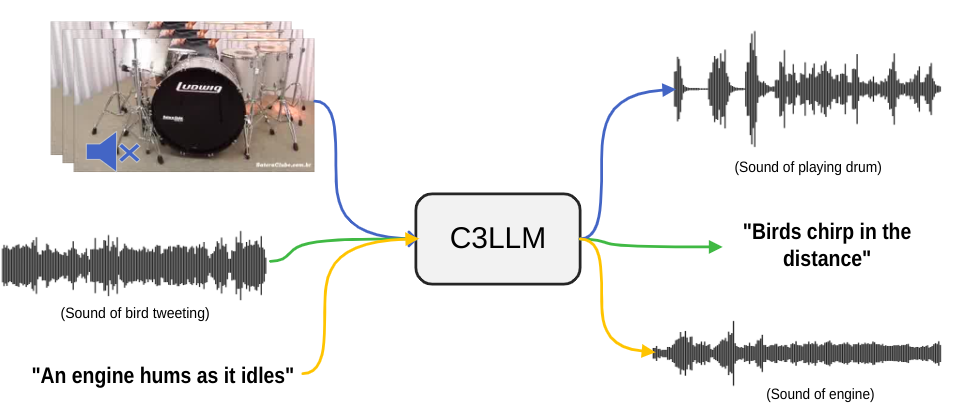 Ludwig
BateraClube.com.br
(Sound of playing drum)
C3LLM
"Birds chirp in the
distance"
(Sound of bird tweeting)
"An engine hums as it idles"
(Sound of engine)